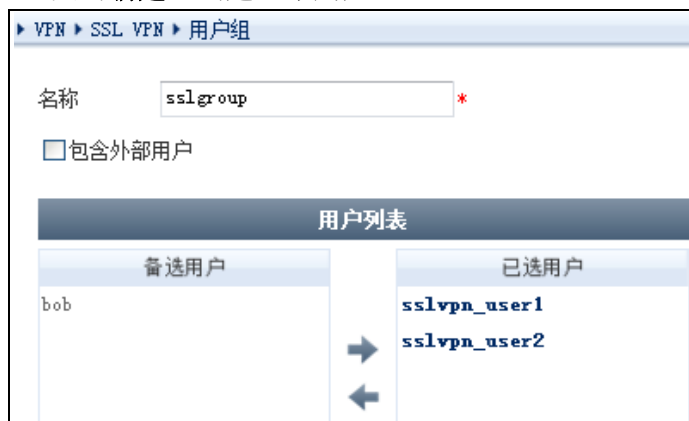 VPN SSL VPN 用户组
名称 sslgroup *
包含外部用户
用户列表
备选用户 已选用户
bob sslvpn_user1
sslvpn_user2